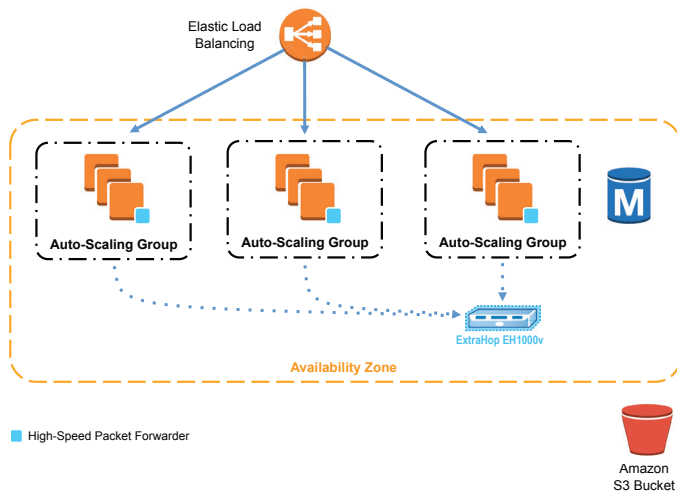 Elastic Load
Balancing
M
Auto-Scaling Group
Auto-Scaling Group
Auto-Scaling Group
ExtraHop EH1000v
Availability Zone
High-Speed Packet Forwarder
Amazon
S3 Bucket